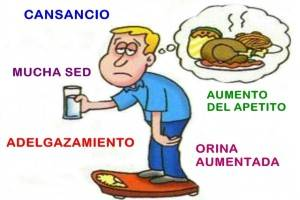 CANSANCIO
MUCHA SED
AUMENTO
DEL APETITO
ADELGAZAMIENTO
ORINA
AUMENTADA